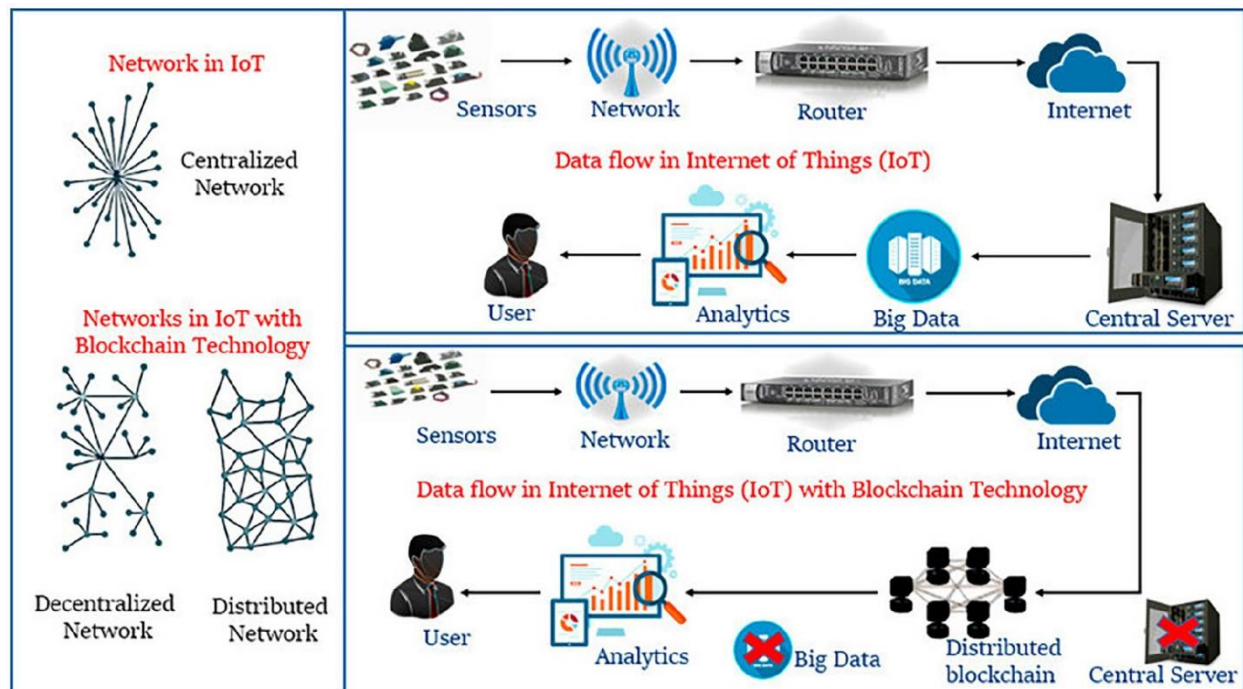 Network in IoT
Centralized
Network
Networks in IoT with
Blockchain Technology
Decentralized
Network
Distributed
Network
Sensors
Network
Router
Internet
Data flow in Internet of Things (IoT)
User
Analytics
BIG DATA
Big Data
Central Server
Sensors
Network
Router
Internet
Data flow in Internet of Things (IoT) with Blockchain Technology
User
Analytics
Big Data
Distributed
blockchain
Central Server